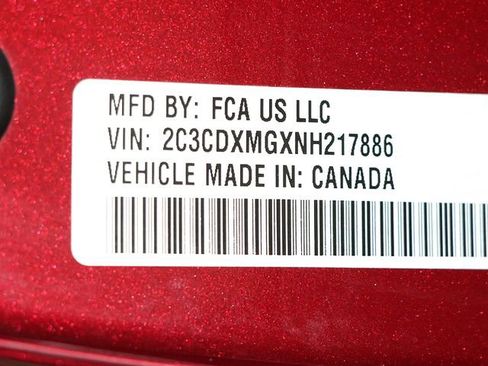 MFD BY: FCA US LLC
VIN: 2C3CDXMGXNH217886
VEHICLE MADE IN: CANADA